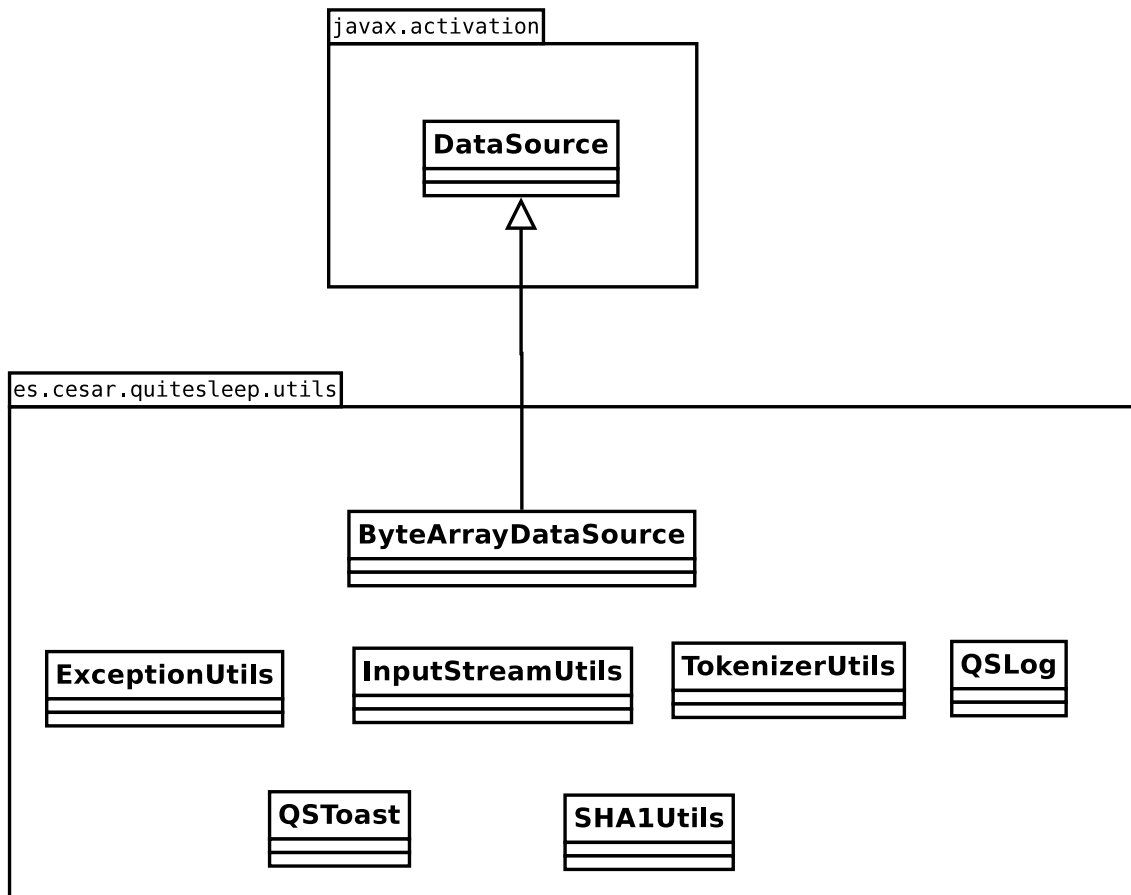 javax.activation
DataSource
es.cesar.quitesleep.utils
ByteArrayDataSource
ExceptionUtils
InputStreamUtils
TokenizerUtils
QSLog
QSToast
SHA1Utils